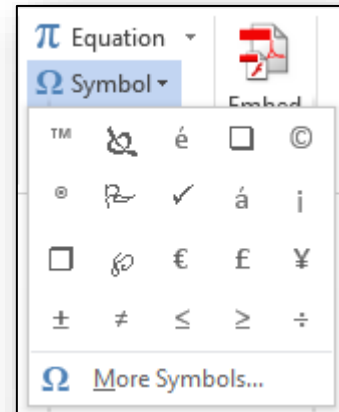 π Equation
Ω Symbol
Embed
™ é ❑ ©
® ✓ á ¡
❒ ℘ € £ ¥
± ≠ ≤ ≥ ÷
Ω More Symbols...